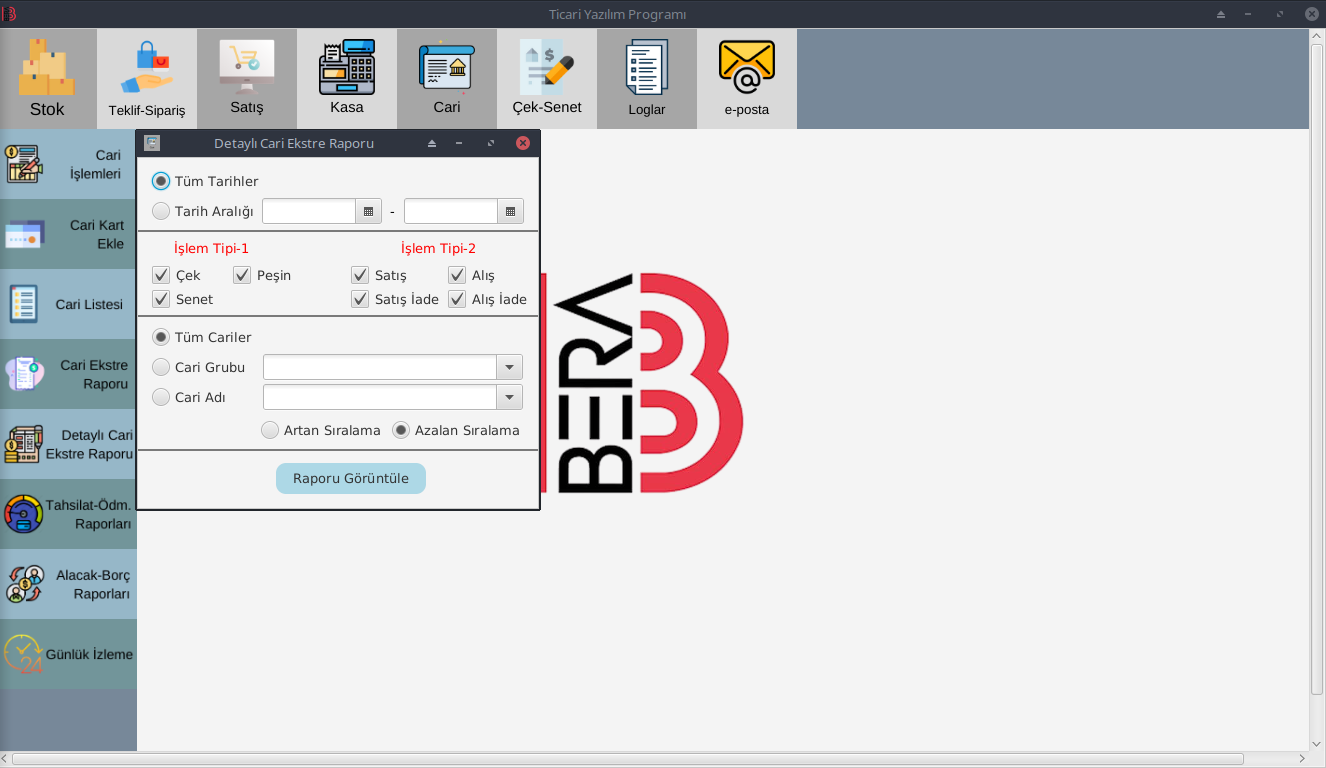 Ticari Yazılım Programı
Stok
Teklif-Sipariş
Satış
Kasa
Cari
Çek-Senet
Loglar
e-posta
Cari
İşlemleri
Cari Kart
Ekle
Cari Listesi
Cari Ekstre
Raporu
Detaylı Cari
Ekstre Raporu
Tahsilat-Ödm.
Raporları
Alacak-Borç
Raporları
24
Günlük İzleme
Detaylı Cari Ekstre Raporu
Tüm Tarihler
Tarih Aralığı -
İşlem Tipi-1 İşlem Tipi-2
Çek Peşin Satış Alış
Senet Satış İade Alış İade
Tüm Cariler
Cari Grubu
Cari Adı
Artan Sıralama Azalan Sıralama
Raporu Görüntüle
BERA